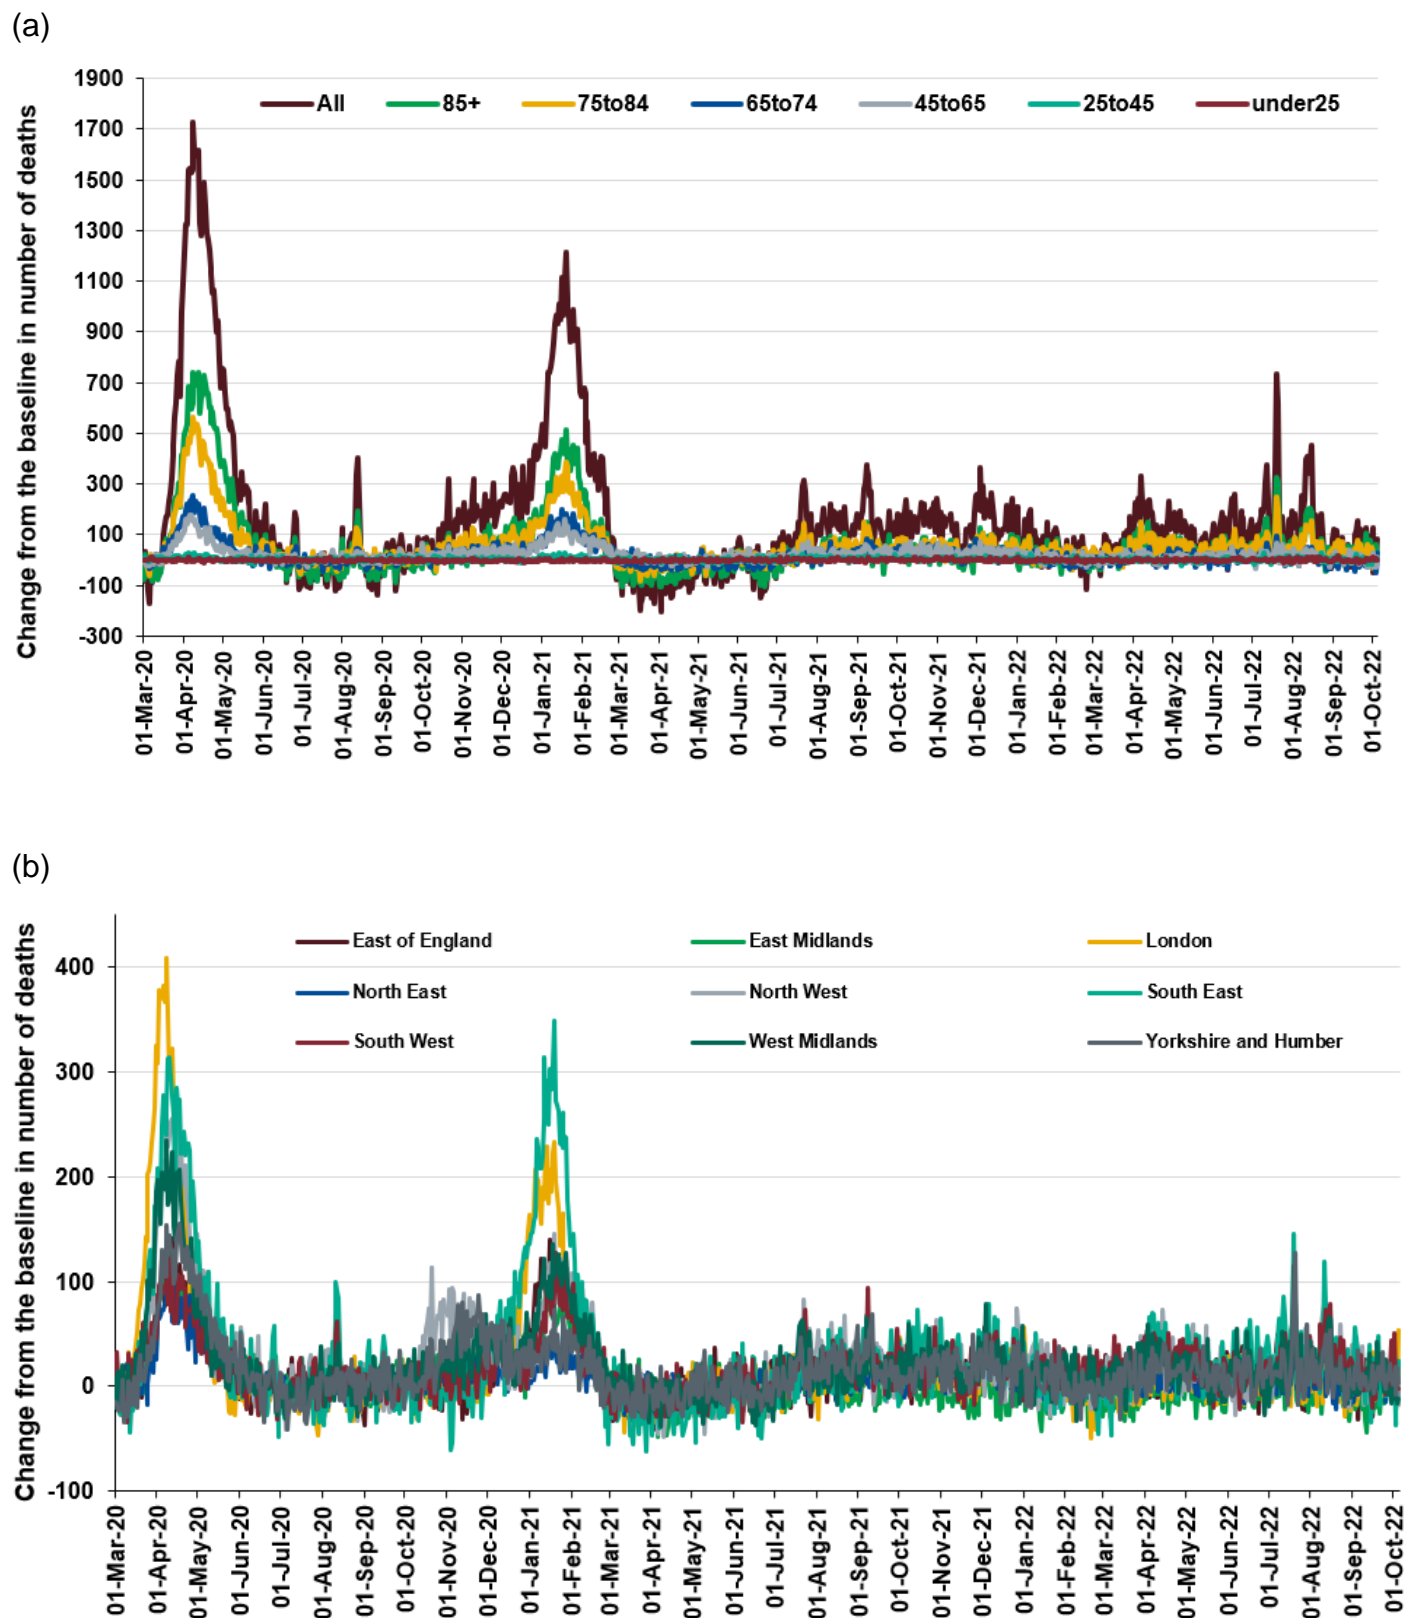 (a)
Change from the baseline in number of deaths
1900
1700
1500
1300
1100
900
700
500
300
100
-100
-300
All 85+ 75to84 65to74 45to65 25to45 under25
01-Mar-20
01-Apr-20
01-May-20
01-Jun-20
01-Jul-20
01-Aug-20
01-Sep-20
01-Oct-20
01-Nov-20
01-Dec-20
01-Jan-21
01-Feb-21
01-Mar-21
01-Apr-21
01-May-21
01-Jun-21
01-Jul-21
01-Aug-21
01-Sep-21
01-Oct-21
01-Nov-21
01-Dec-21
01-Jan-22
01-Feb-22
01-Mar-22
01-Apr-22
01-May-22
01-Jun-22
01-Jul-22
01-Aug-22
01-Sep-22
01-Oct-22
(b)
Change from the baseline in number of deaths
400
300
200
100
0
-100
East of England East Midlands London
North East North West South East
South West West Midlands Yorkshire and Humber
01-Mar-20
01-Apr-20
01-May-20
01-Jun-20
01-Jul-20
01-Aug-20
01-Sep-20
01-Oct-20
01-Nov-20
01-Dec-20
01-Jan-21
01-Feb-21
01-Mar-21
01-Apr-21
01-May-21
01-Jun-21
01-Jul-21
01-Aug-21
01-Sep-21
01-Oct-21
01-Nov-21
01-Dec-21
01-Jan-22
01-Feb-22
01-Mar-22
01-Apr-22
01-May-22
01-Jun-22
01-Jul-22
01-Aug-22
01-Sep-22
01-Oct-22